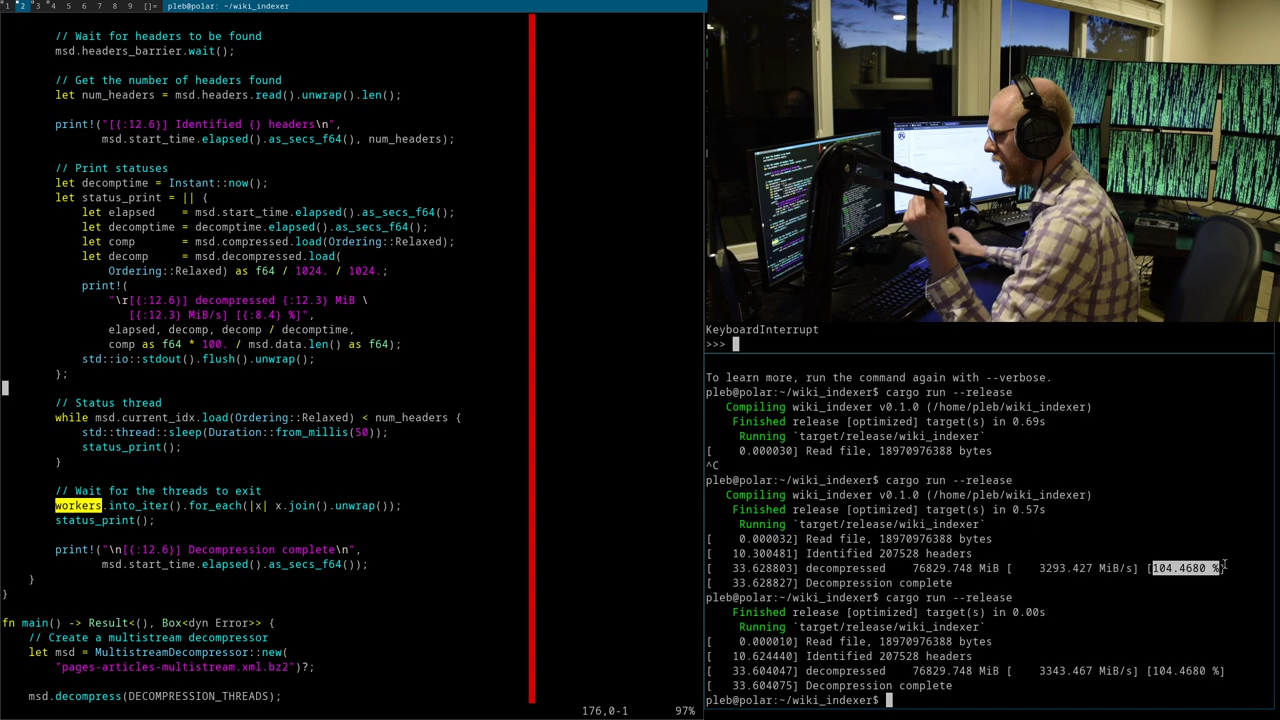 1 2 3 4 5 6 7 8 9 []= pleb@polar: ~/wiki_indexer
// Wait for headers to be found
msd.headers_barrier.wait();
// Get the number of headers found
let num_headers = msd.headers.read().unwrap().len();
print!("[{:12.6}] Identified {} headers\n",
msd.start_time.elapsed().as_secs_f64(), num_headers);
// Print statuses
let decomptime = Instant::now();
let status_print = || {
let elapsed    = msd.start_time.elapsed().as_secs_f64();
let decomptime = decomptime.elapsed().as_secs_f64();
let comp       = msd.compressed.load(Ordering::Relaxed);
let decomp     = msd.decompressed.load(
Ordering::Relaxed) as f64 / 1024. / 1024.;
print!(
"\r[{:12.6}] decompressed {:12.3} MiB \
[{:12.3} MiB/s] [{:8.4} %]",
elapsed, decomp, decomp / decomptime,
comp as f64 * 100. / msd.data.len() as f64);
std::io::stdout().flush().unwrap();
};
// Status thread
while msd.current_idx.load(Ordering::Relaxed) < num_headers {
std::thread::sleep(Duration::from_millis(50));
status_print();
}
// Wait for the threads to exit
workers.into_iter().for_each(|x| x.join().unwrap());
status_print();
print!("\n[{:12.6}] Decompression complete\n",
msd.start_time.elapsed().as_secs_f64());
}
}
fn main() -> Result<(), Box<dyn Error>> {
// Create a multistream decompressor
let msd = MultistreamDecompressor::new(
"pages-articles-multistream.xml.bz2")?;
msd.decompress(DECOMPRESSION_THREADS);
176,0-1 97%
KeyboardInterrupt
>>>
To learn more, run the command again with --verbose.
pleb@polar:~/wiki_indexer$ cargo run --release
Compiling wiki_indexer v0.1.0 (/home/pleb/wiki_indexer)
Finished release [optimized] target(s) in 0.69s
Running `target/release/wiki_indexer`
[    0.000030] Read file, 18970976388 bytes
^C
pleb@polar:~/wiki_indexer$ cargo run --release
Compiling wiki_indexer v0.1.0 (/home/pleb/wiki_indexer)
Finished release [optimized] target(s) in 0.57s
Running `target/release/wiki_indexer`
[    0.000032] Read file, 18970976388 bytes
[   10.300481] Identified 207528 headers
[   33.628803] decompressed    76829.748 MiB [    3293.427 MiB/s] [104.4680 %]
[   33.628827] Decompression complete
pleb@polar:~/wiki_indexer$ cargo run --release
Finished release [optimized] target(s) in 0.00s
Running `target/release/wiki_indexer`
[    0.000010] Read file, 18970976388 bytes
[   10.624440] Identified 207528 headers
[   33.604047] decompressed    76829.748 MiB [    3343.467 MiB/s] [104.4680 %]
[   33.604075] Decompression complete
pleb@polar:~/wiki_indexer$